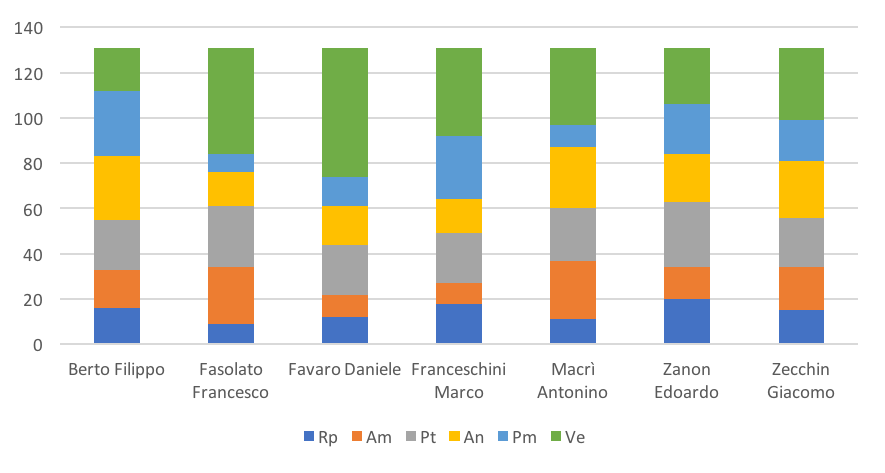 140
120
100
80
60
40
20
0
Berto Filippo
Fasolato
Francesco
Favaro Daniele
Franceschini
Marco
Macrì
Antonino
Zanon
Edoardo
Zecchin
Giacomo
Rp Am Pt An Pm Ve